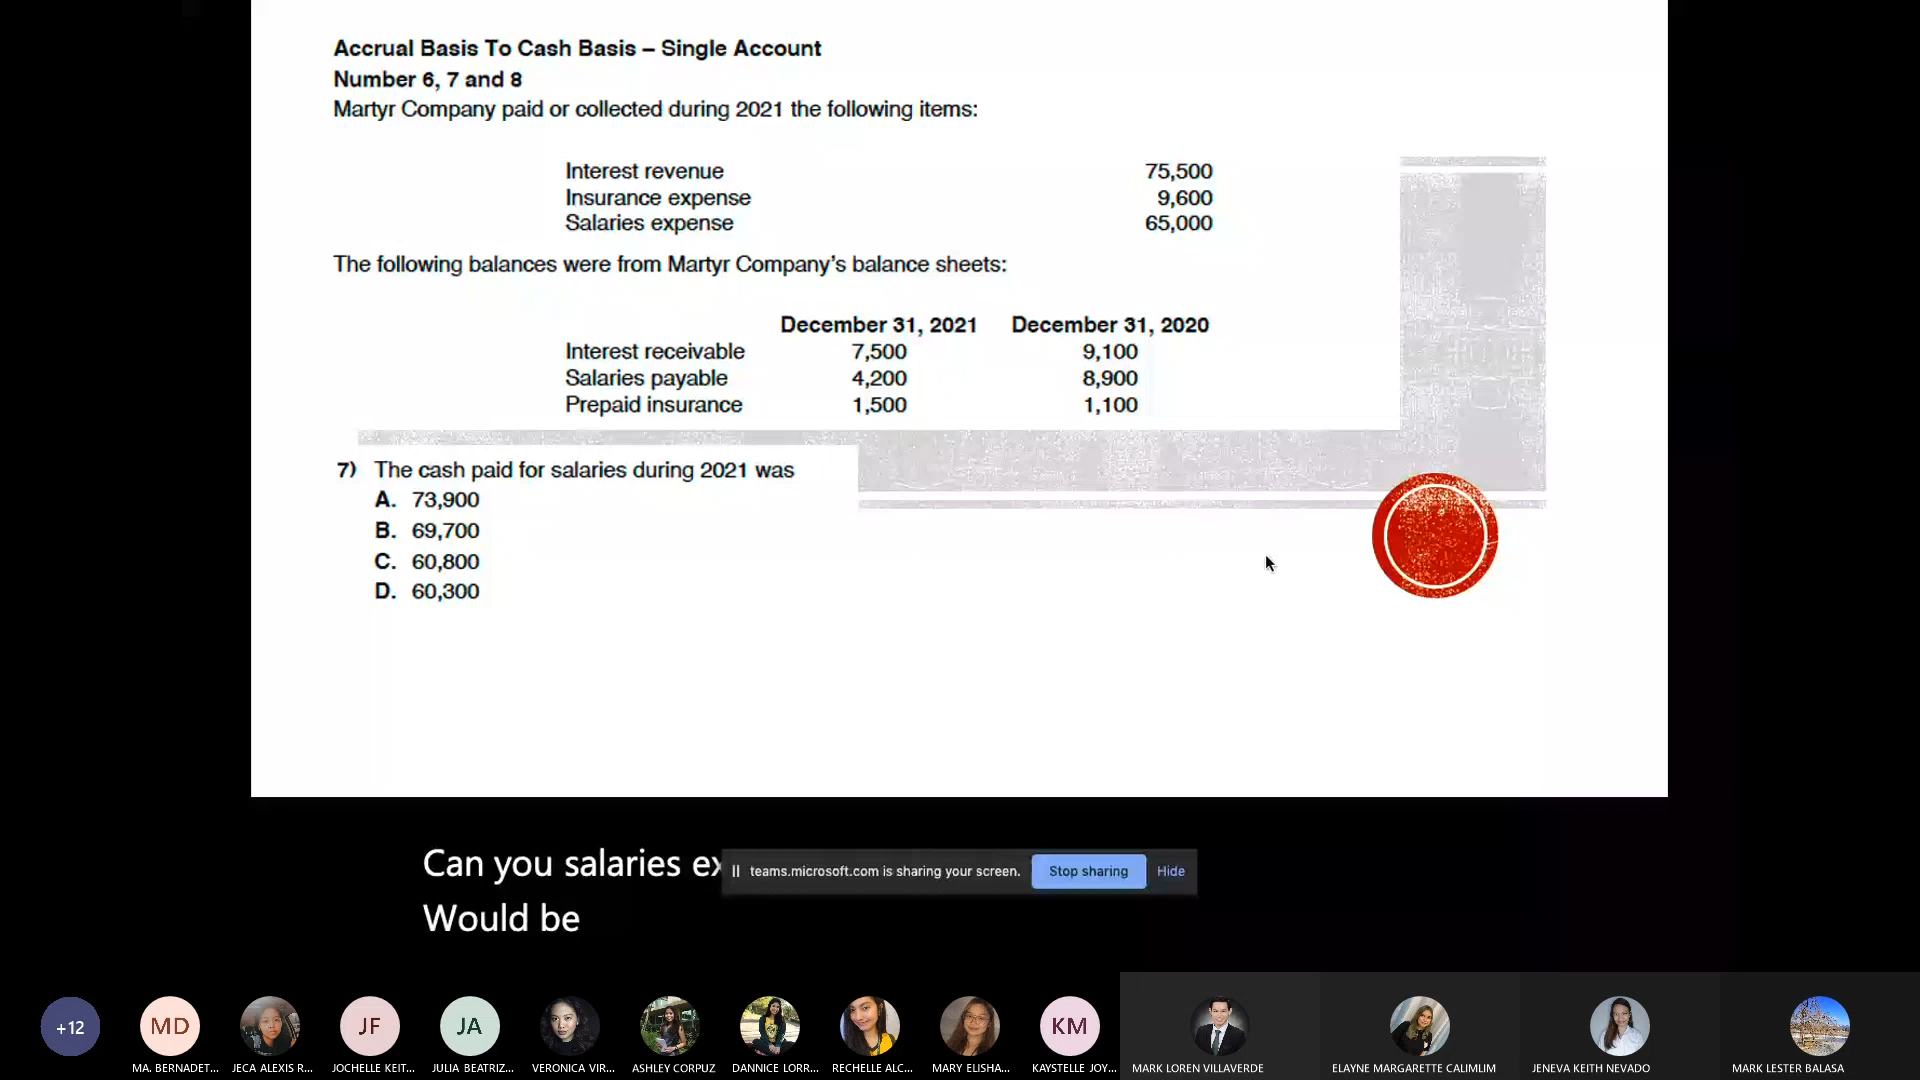 Accrual Basis To Cash Basis – Single Account
Number 6, 7 and 8
Martyr Company paid or collected during 2021 the following items:
Interest revenue 75,500
Insurance expense 9,600
Salaries expense 65,000
The following balances were from Martyr Company's balance sheets:
December 31, 2021 December 31, 2020
Interest receivable 7,500 9,100
Salaries payable 4,200 8,900
Prepaid insurance 1,500 1,100
7) The cash paid for salaries during 2021 was
A. 73,900
B. 69,700
C. 60,800
D. 60,300
Can you salaries ex
teams.microsoft.com is sharing your screen. Stop sharing Hide
Would be
+12 MD JF JA KM
MA. BERNADET... JECA ALEXIS R... JOCHELLE KEIT... JULIA BEATRIZ... VERONICA VIR... ASHLEY CORPUZ DANNICE LORR... RECHELLE ALC... MARY ELISHA... KAYSTELLE JOY... MARK LOREN VILLAVERDE ELAYNE MARGARETTE CALIMLIM JENEVA KEITH NEVADO MARK LESTER BALASA